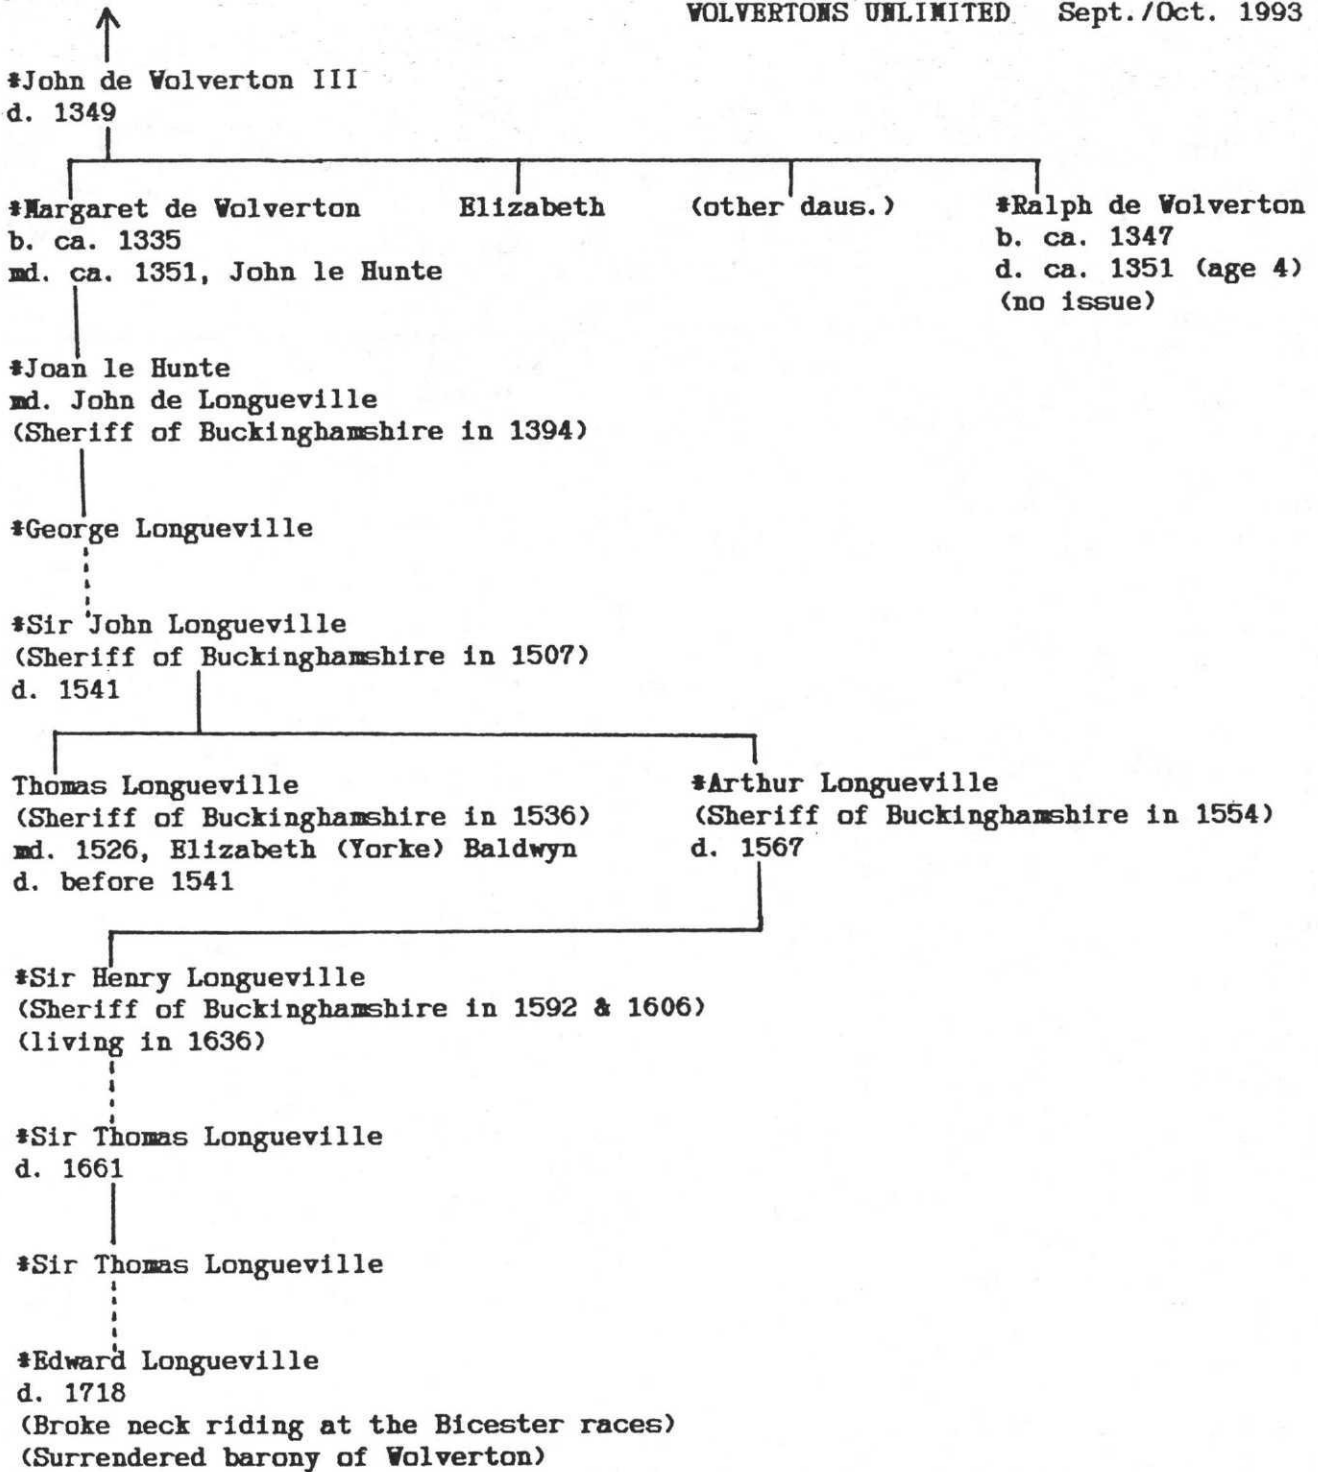 WOLVERTONS UNLIMITED Sept./Oct. 1993
*John de Wolverton III
d. 1349
*Margaret de Wolverton
b. ca. 1335
md. ca. 1351, John le Hunte
Elizabeth
(other daus.)
*Ralph de Wolverton
b. ca. 1347
d. ca. 1351 (age 4)
(no issue)
*Joan le Hunte
md. John de Longueville
(Sheriff of Buckinghamshire in 1394)
*George Longueville
*Sir John Longueville
(Sheriff of Buckinghamshire in 1507)
d. 1541
Thomas Longueville
(Sheriff of Buckinghamshire in 1536)
md. 1526, Elizabeth (Yorke) Baldwyn
d. before 1541
*Arthur Longueville
(Sheriff of Buckinghamshire in 1554)
d. 1567
*Sir Henry Longueville
(Sheriff of Buckinghamshire in 1592 & 1606)
(living in 1636)
*Sir Thomas Longueville
d. 1661
*Sir Thomas Longueville
*Edward Longueville
d. 1718
(Broke neck riding at the Bicester races)
(Surrendered barony of Wolverton)